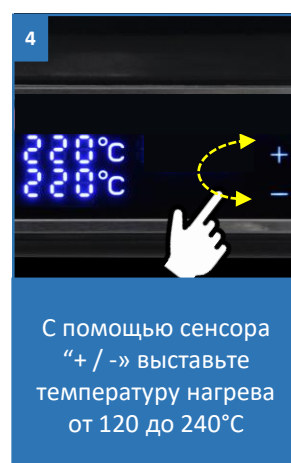 4
220°C
220°C
+
−
С помощью сенсора
“+ / -» выставьте
температуру нагрева
от 120 до 240°C